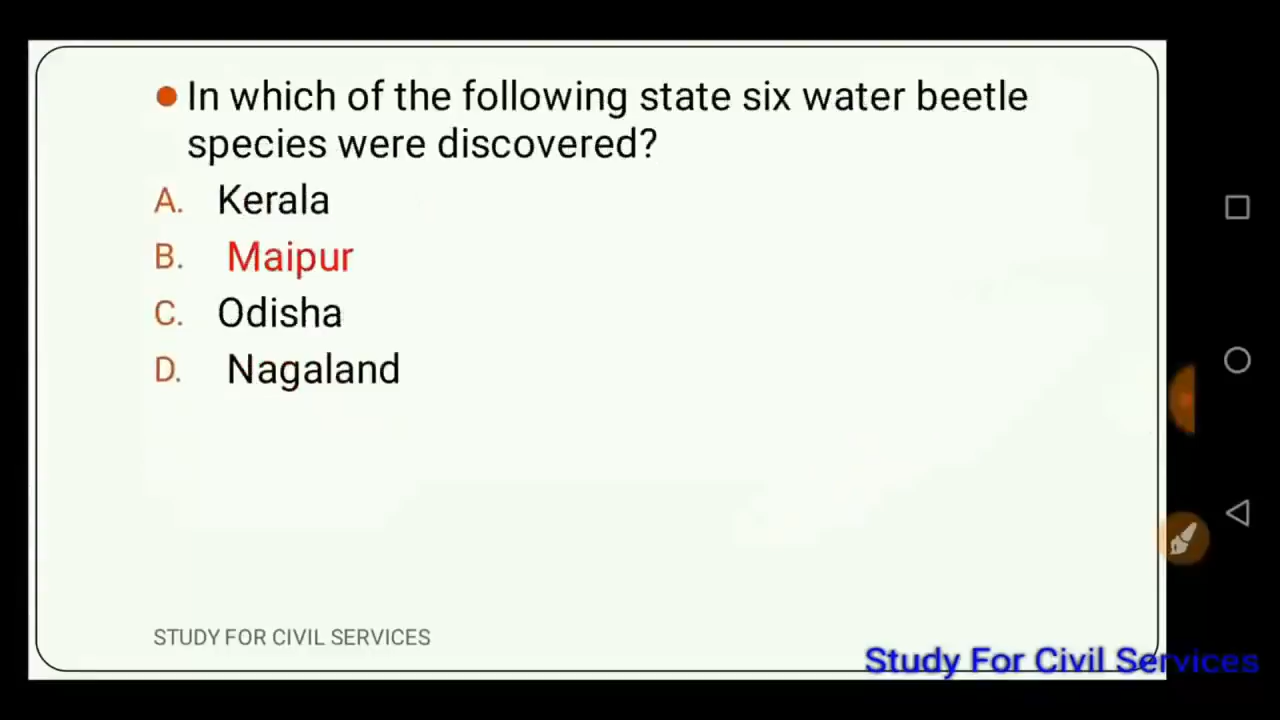 In which of the following state six water beetle
species were discovered?
A. Kerala
B. Maipur
C. Odisha
D. Nagaland
STUDY FOR CIVIL SERVICES
Study For Civil Services